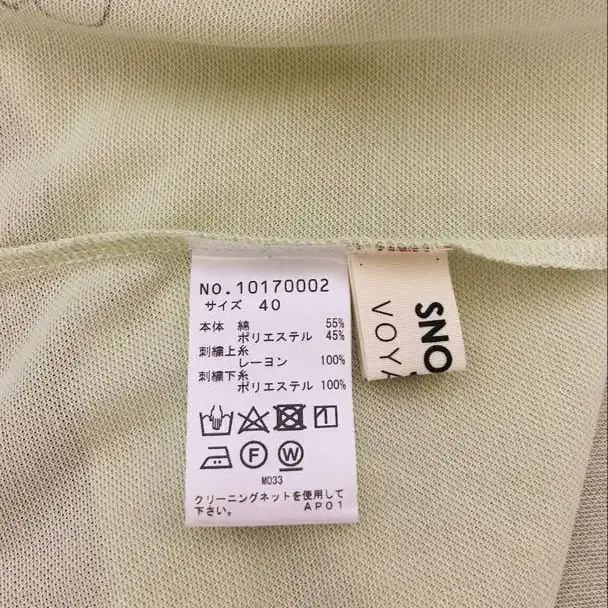 NO.10170002
サイズ 40
本体 綿 55%
ポリエステル 45%
刺繍上糸
レーヨン 100%
刺繍下糸
ポリエステル 100%
F W
M033
クリーニングネットを使用して
下さい。 AP01
SNO
VOYA